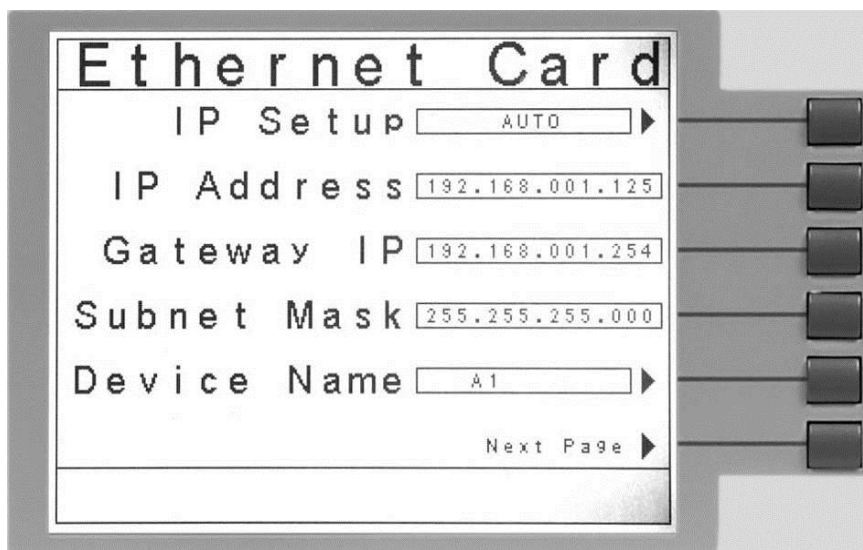 Ethernet Card
IP Setup AUTO
IP Address 192.168.001.125
Gateway IP 192.168.001.254
Subnet Mask 255.255.255.000
Device Name A1
Next Page